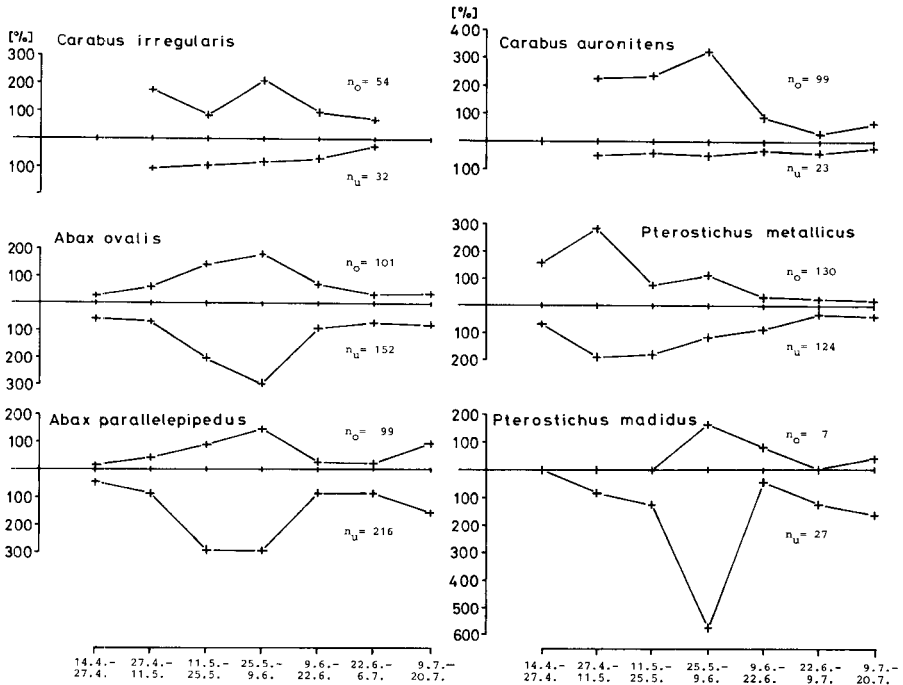 [%]
Carabus irregularis
300
200
100
100
n_o = 54
n_u = 32
[%]
Carabus auronitens
400
300
200
100
100
n_o = 99
n_u = 23
Abax ovalis
200
100
100
200
300
n_o = 101
n_u = 152
Pterostichus metallicus
300
200
100
100
200
n_o = 130
n_u = 124
Abax parallelepipedus
200
100
100
200
300
n_o = 99
n_u = 216
Pterostichus madidus
200
100
100
200
300
400
500
600
n_o = 7
n_u = 27
14.4.- 27.4.- 11.5.- 25.5.- 9.6.- 22.6.- 9.7.-
27.4. 11.5. 25.5. 9.6. 22.6. 6.7. 20.7.
14.4.- 27.4.- 11.5.- 25.5.- 9.6.- 22.6.- 9.7.-
27.4. 11.5. 25.5. 9.6. 22.6. 9.7. 20.7.